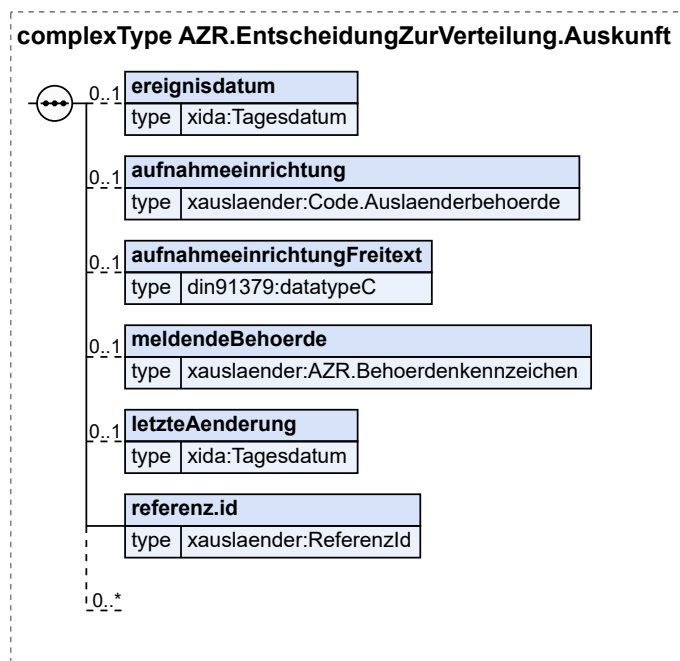 complexType AZR.EntscheidungZurVerteilung.Auskunft
0..1 ereignisdatum
type xida:Tagesdatum
0..1 aufnahmeeinrichtung
type xauslaender:Code.Auslaenderbehoerde
0..1 aufnahmeeinrichtungFreitext
type din91379:datatypeC
0..1 meldendeBehoerde
type xauslaender:AZR.Behoerdenkennzeichen
0..1 letzteAenderung
type xida:Tagesdatum
referenz.id
type xauslaender:ReferenzId
0..*